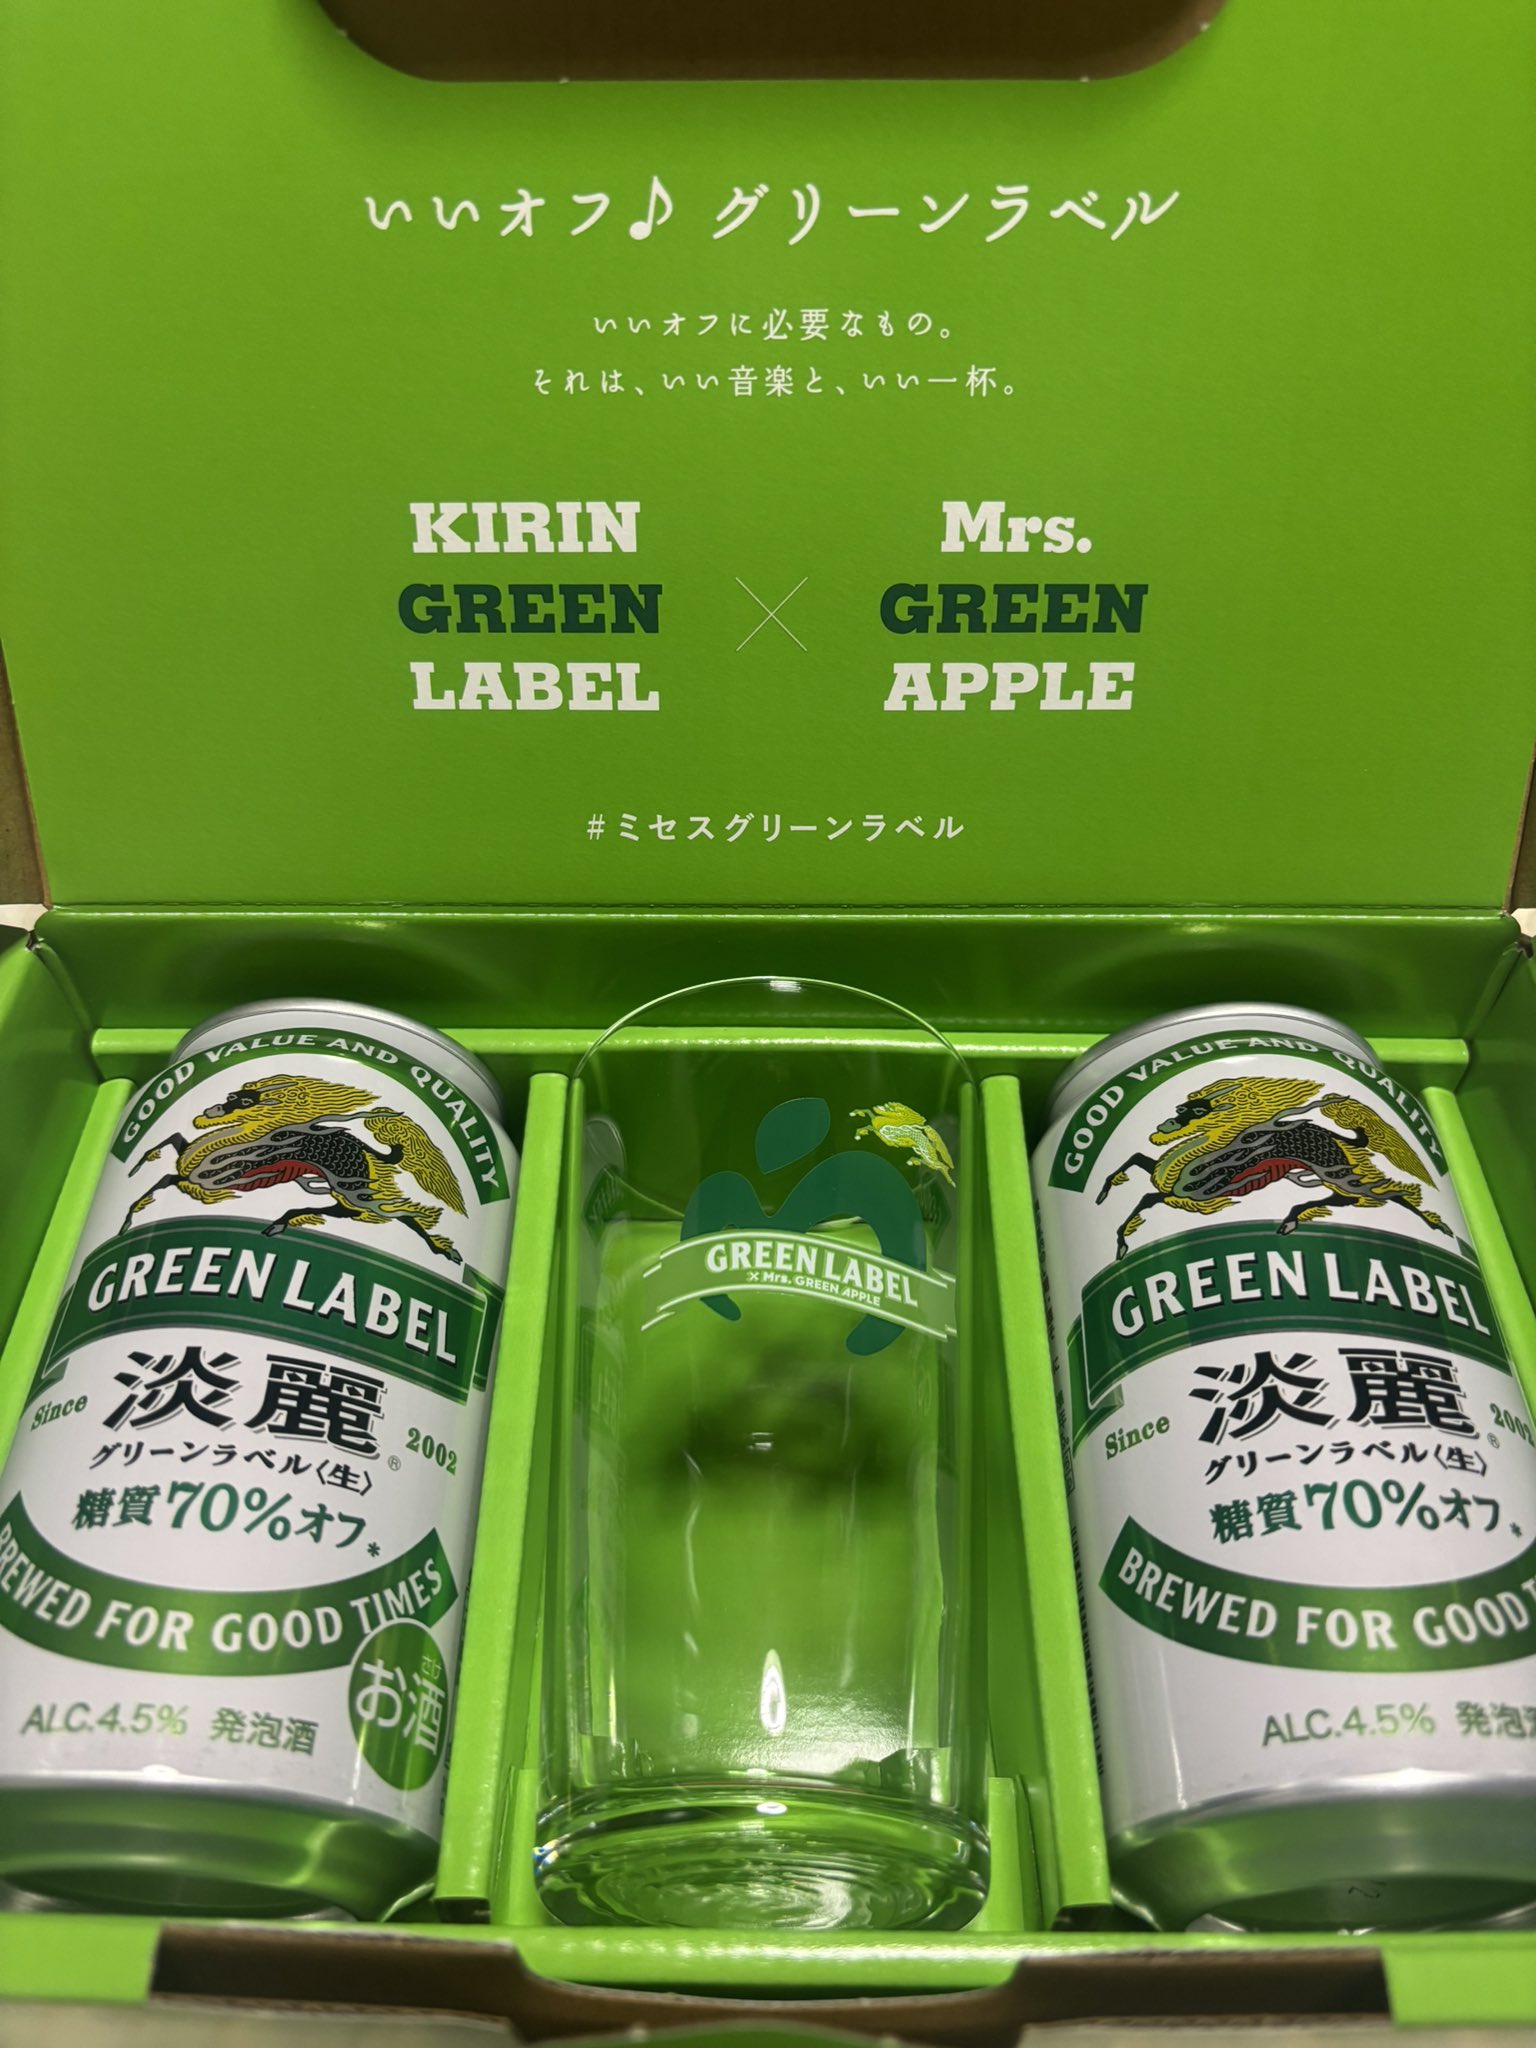 いいオフ♪ グリーンラベル
いいオフに必要なもの。
それは、いい音楽と、いい一杯。
KIRIN
GREEN
LABEL
×
Mrs.
GREEN
APPLE
#ミセスグリーンラベル
GOOD VALUE AND QUALITY
GREEN LABEL
Since 2002
淡麗®
グリーンラベル〈生〉
糖質70%オフ*
BREWED FOR GOOD TIMES
ALC.4.5% 発泡酒
さけ
お酒
GREEN LABEL
× Mrs. GREEN APPLE
GOOD VALUE AND QUALITY
GREEN LABEL
Since 2002
淡麗®
グリーンラベル〈生〉
糖質70%オフ*
BREWED FOR GOOD
ALC.4.5% 発泡